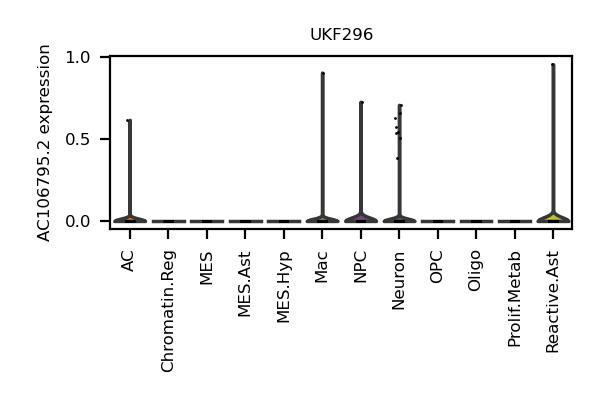 UKF296
AC106795.2 expression
1.0
0.5
0.0
AC
Chromatin.Reg
MES
MES.Ast
MES.Hyp
Mac
NPC
Neuron
OPC
Oligo
Prolif.Metab
Reactive.Ast